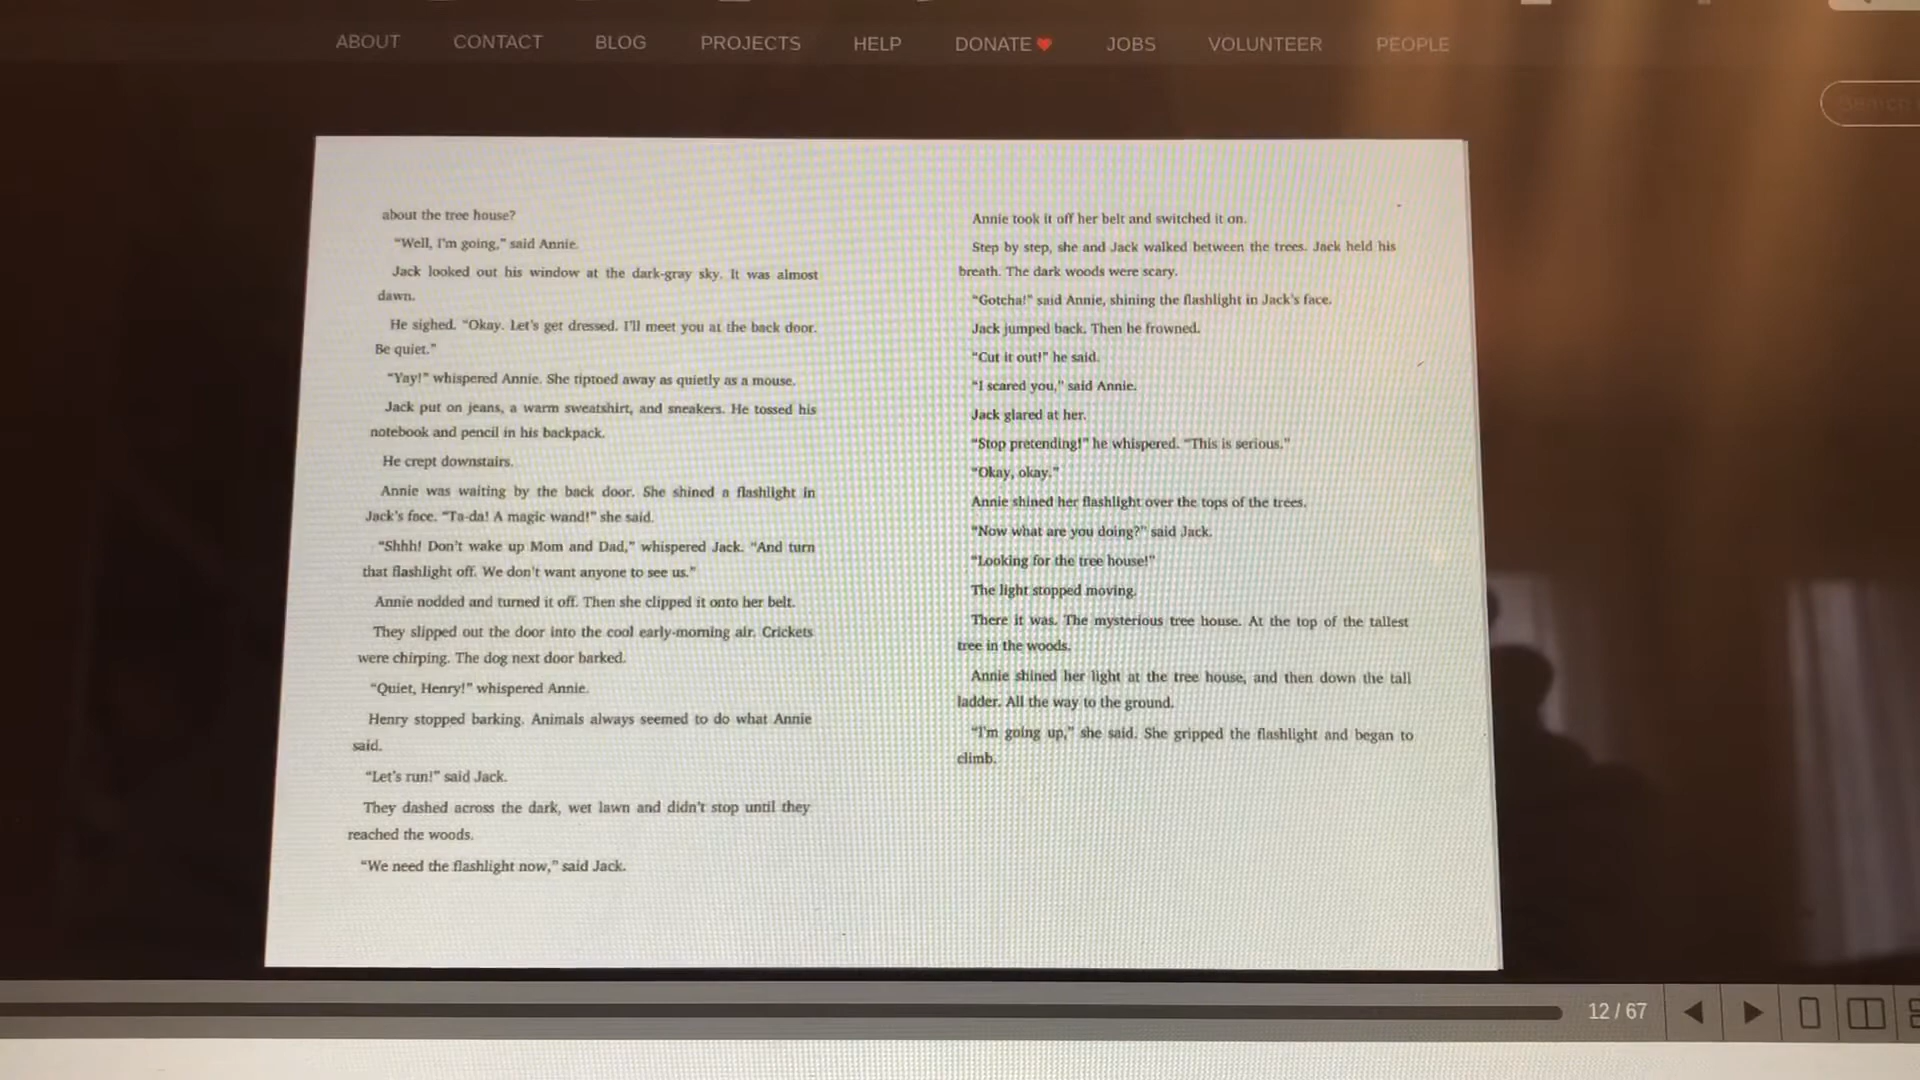 ABOUT CONTACT BLOG PROJECTS HELP DONATE JOBS VOLUNTEER PEOPLE
Search
about the tree house?
“Well, I'm going,” said Annie.
Jack looked out his window at the dark-gray sky. It was almost
dawn.
He sighed. “Okay. Let's get dressed. I'll meet you at the back door.
Be quiet.”
“Yay!” whispered Annie. She tiptoed away as quietly as a mouse.
Jack put on jeans, a warm sweatshirt, and sneakers. He tossed his
notebook and pencil in his backpack.
He crept downstairs.
Annie was waiting by the back door. She shined a flashlight in
Jack's face. “Ta-da! A magic wand!” she said.
“Shhh! Don't wake up Mom and Dad,” whispered Jack. “And turn
that flashlight off. We don't want anyone to see us.”
Annie nodded and turned it off. Then she clipped it onto her belt.
They slipped out the door into the cool early-morning air. Crickets
were chirping. The dog next door barked.
“Quiet, Henry!” whispered Annie.
Henry stopped barking. Animals always seemed to do what Annie
said.
“Let's run!” said Jack.
They dashed across the dark, wet lawn and didn't stop until they
reached the woods.
“We need the flashlight now,” said Jack.
Annie took it off her belt and switched it on.
Step by step, she and Jack walked between the trees. Jack held his
breath. The dark woods were scary.
“Gotcha!” said Annie, shining the flashlight in Jack's face.
Jack jumped back. Then he frowned.
“Cut it out!” he said.
“I scared you,” said Annie.
Jack glared at her.
“Stop pretending!” he whispered. “This is serious.”
“Okay, okay.”
Annie shined her flashlight over the tops of the trees.
“Now what are you doing?” said Jack.
“Looking for the tree house!”
The light stopped moving.
There it was. The mysterious tree house. At the top of the tallest
tree in the woods.
Annie shined her light at the tree house, and then down the tall
ladder. All the way to the ground.
“I'm going up,” she said. She gripped the flashlight and began to
climb.
12 / 67